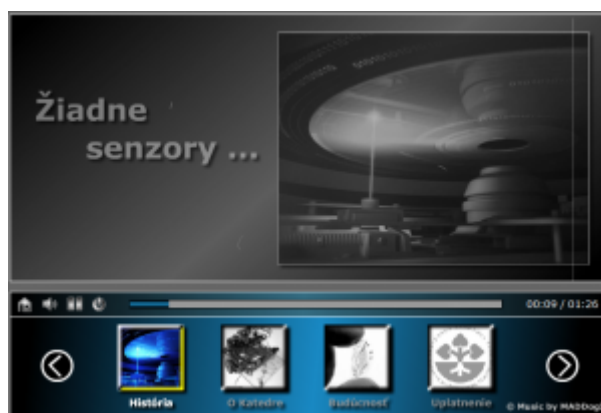 Žiadne
senzory ...
00:09 / 01:26
História
O Katedre
Budúcnosť
Uplatnenie
© Music by MADDog